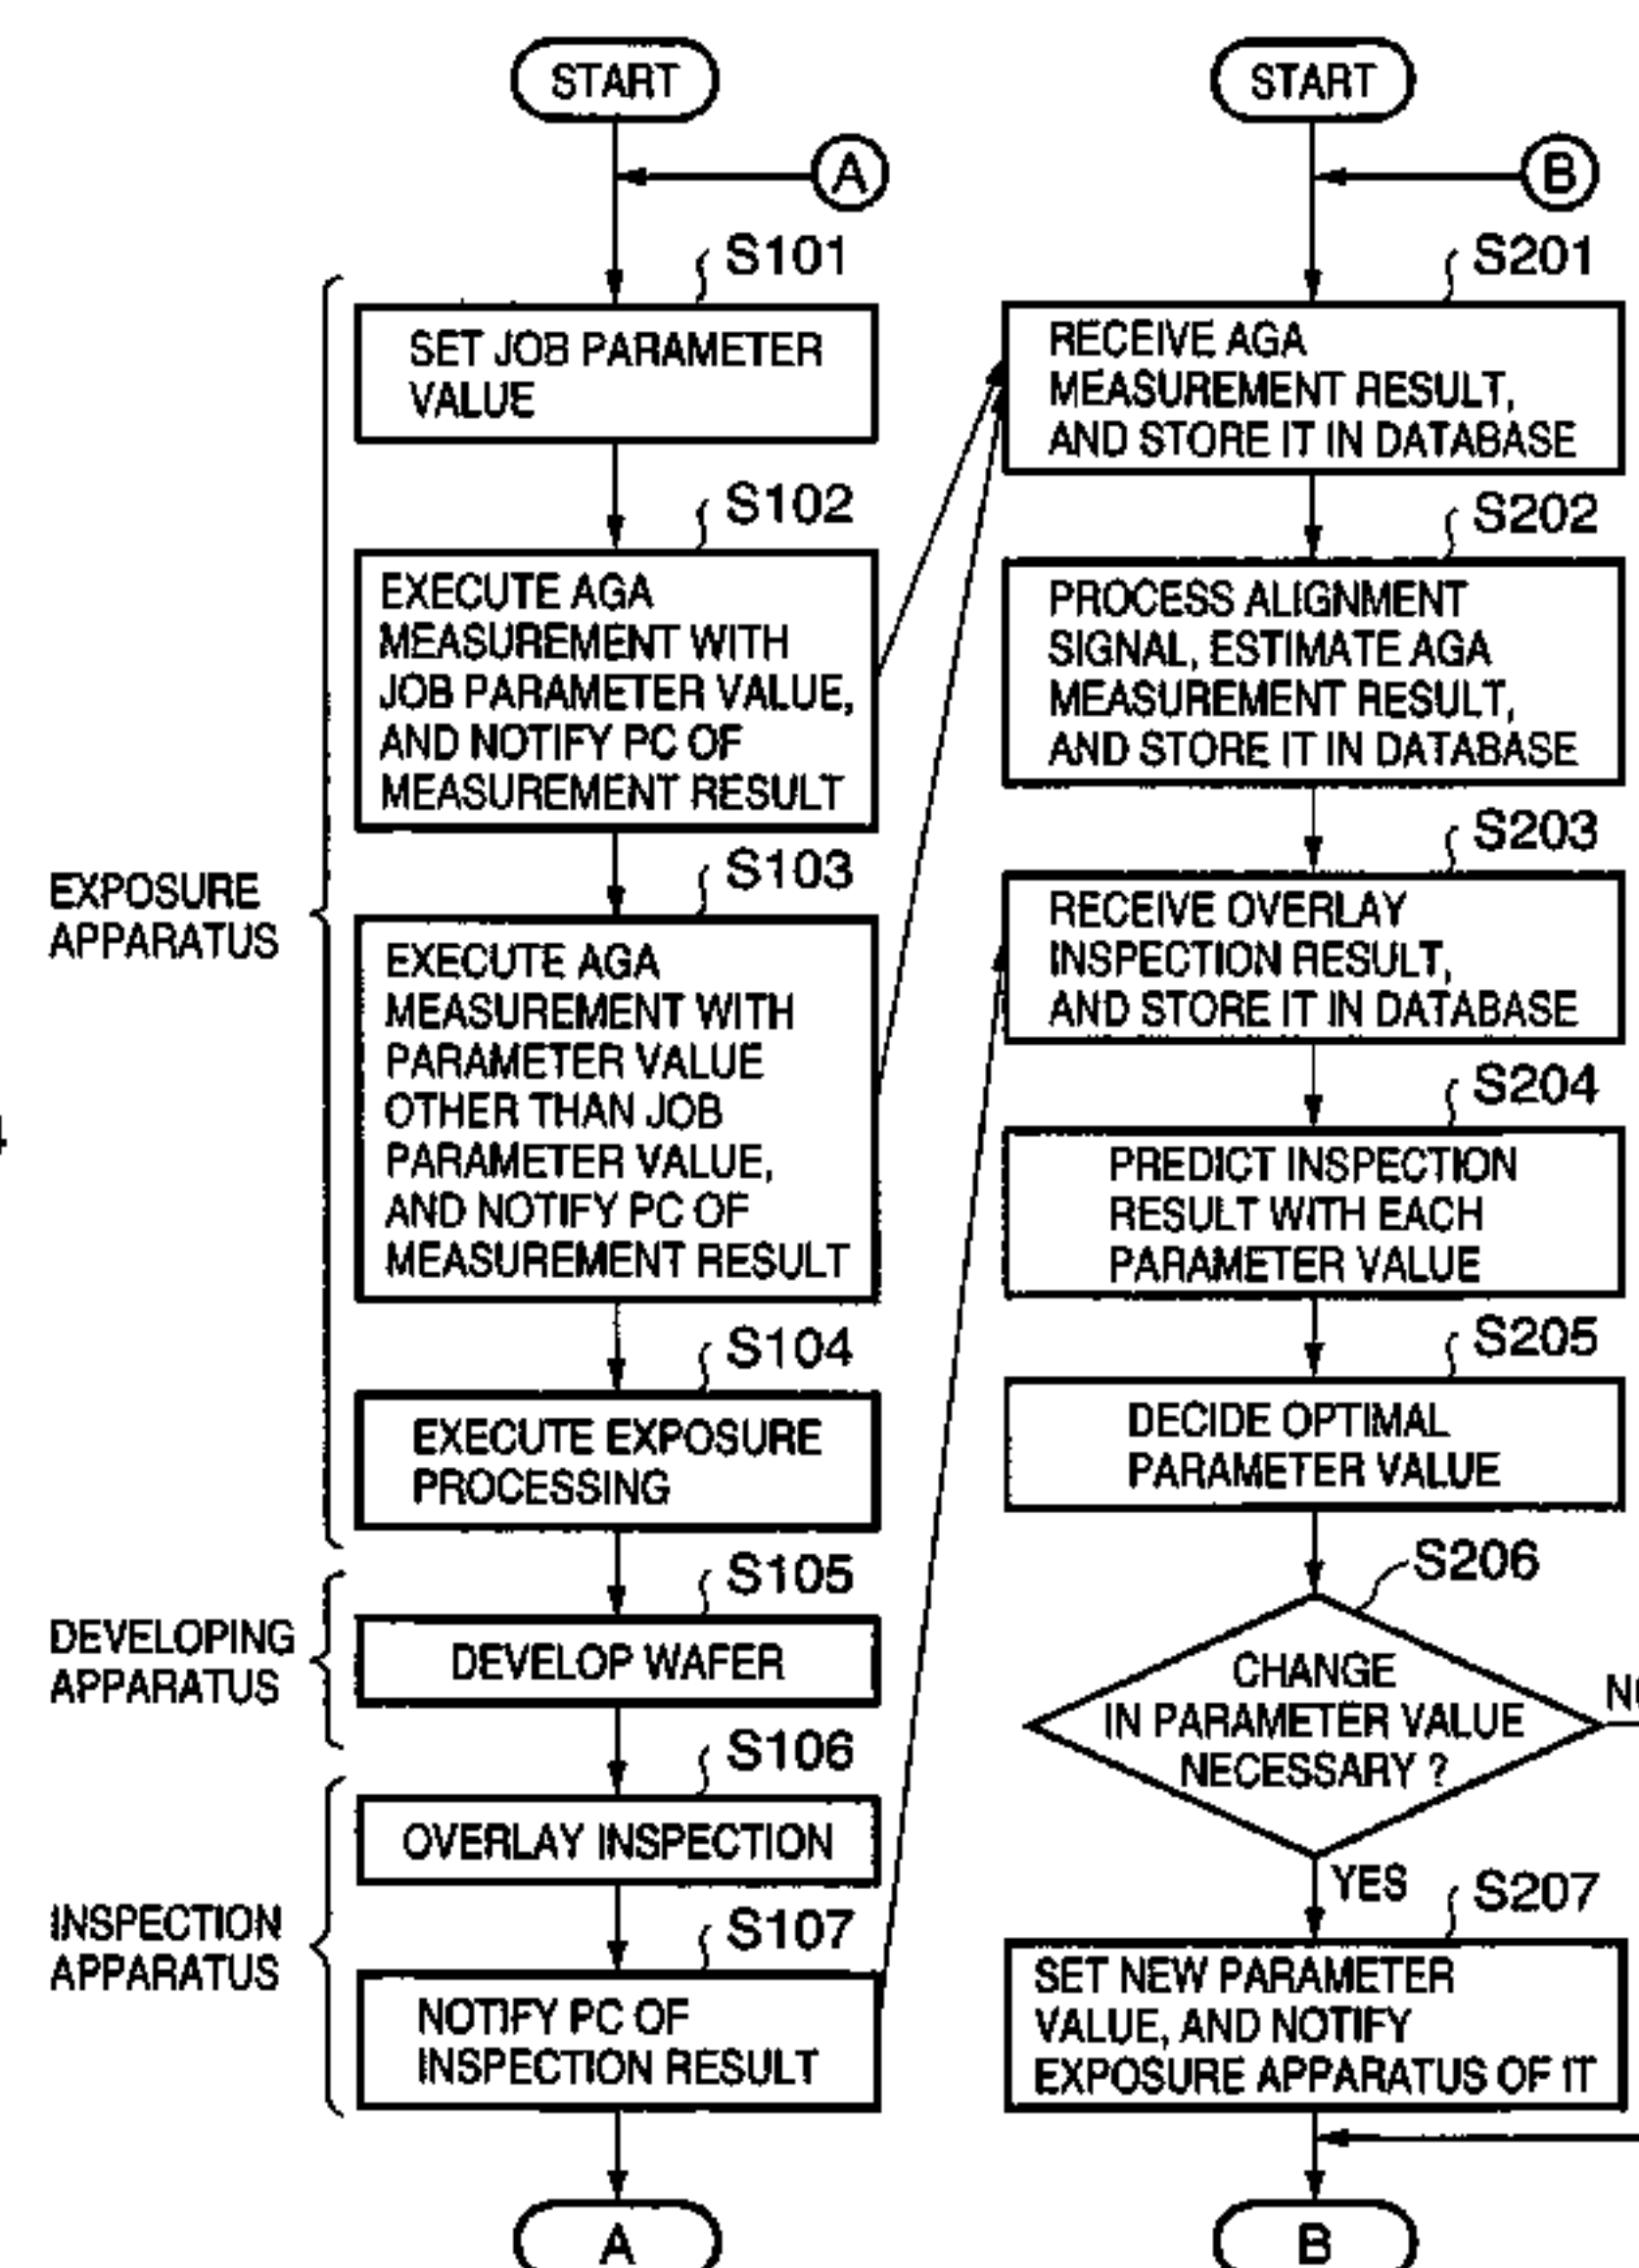 START
A
S101
SET JOB PARAMETER
VALUE
S102
EXECUTE AGA
MEASUREMENT WITH
JOB PARAMETER VALUE,
AND NOTIFY PC OF
MEASUREMENT RESULT
S103
EXPOSURE
APPARATUS
EXECUTE AGA
MEASUREMENT WITH
PARAMETER VALUE
OTHER THAN JOB
PARAMETER VALUE,
AND NOTIFY PC OF
MEASUREMENT RESULT
S104
EXECUTE EXPOSURE
PROCESSING
S105
DEVELOPING
APPARATUS
DEVELOP WAFER
S106
OVERLAY INSPECTION
INSPECTION
APPARATUS
S107
NOTIFY PC OF
INSPECTION RESULT
A
START
B
S201
RECEIVE AGA
MEASUREMENT RESULT,
AND STORE IT IN DATABASE
S202
PROCESS ALIGNMENT
SIGNAL, ESTIMATE AGA
MEASUREMENT RESULT,
AND STORE IT IN DATABASE
S203
RECEIVE OVERLAY
INSPECTION RESULT,
AND STORE IT IN DATABASE
S204
PREDICT INSPECTION
RESULT WITH EACH
PARAMETER VALUE
S205
DECIDE OPTIMAL
PARAMETER VALUE
S206
CHANGE
IN PARAMETER VALUE
NECESSARY ?
YES
S207
SET NEW PARAMETER
VALUE, AND NOTIFY
EXPOSURE APPARATUS OF IT
B